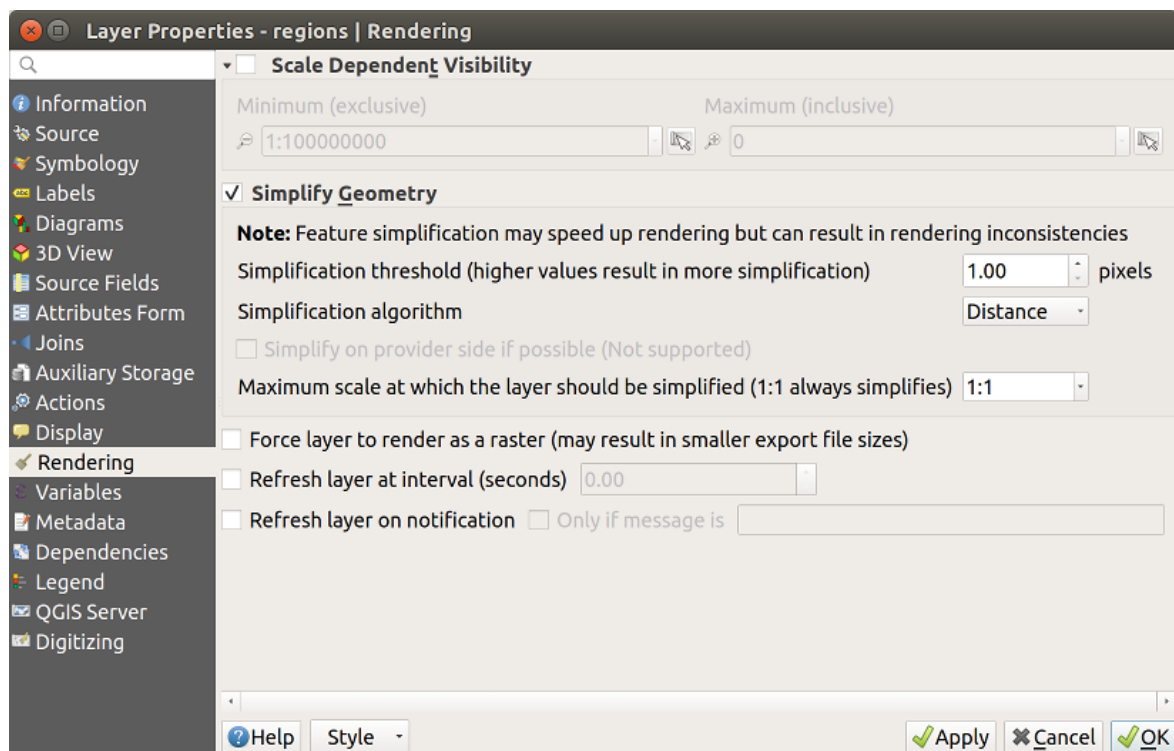 Layer Properties - regions | Rendering
Information
Source
Symbology
Labels
Diagrams
3D View
Source Fields
Attributes Form
Joins
Auxiliary Storage
Actions
Display
Rendering
Variables
Metadata
Dependencies
Legend
QGIS Server
Digitizing
Scale Dependent Visibility
Minimum (exclusive) Maximum (inclusive)
1:100000000 0
Simplify Geometry
Note: Feature simplification may speed up rendering but can result in rendering inconsistencies
Simplification threshold (higher values result in more simplification) 1.00 pixels
Simplification algorithm Distance
Simplify on provider side if possible (Not supported)
Maximum scale at which the layer should be simplified (1:1 always simplifies) 1:1
Force layer to render as a raster (may result in smaller export file sizes)
Refresh layer at interval (seconds) 0.00
Refresh layer on notification Only if message is
Help Style Apply Cancel OK